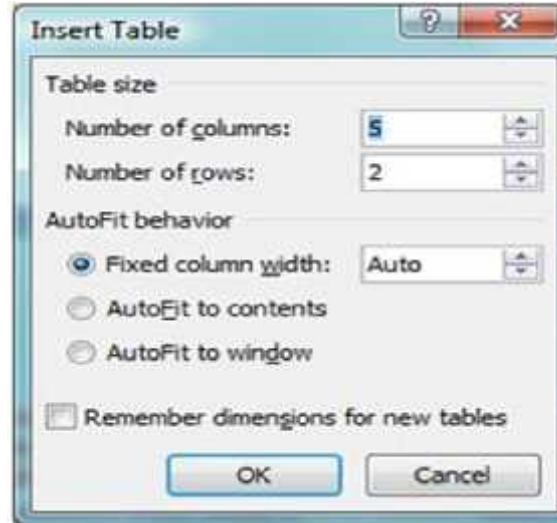 Insert Table
?
Table size
Number of columns: 5
Number of rows: 2
AutoFit behavior
Fixed column width: Auto
AutoFit to contents
AutoFit to window
Remember dimensions for new tables
OK Cancel